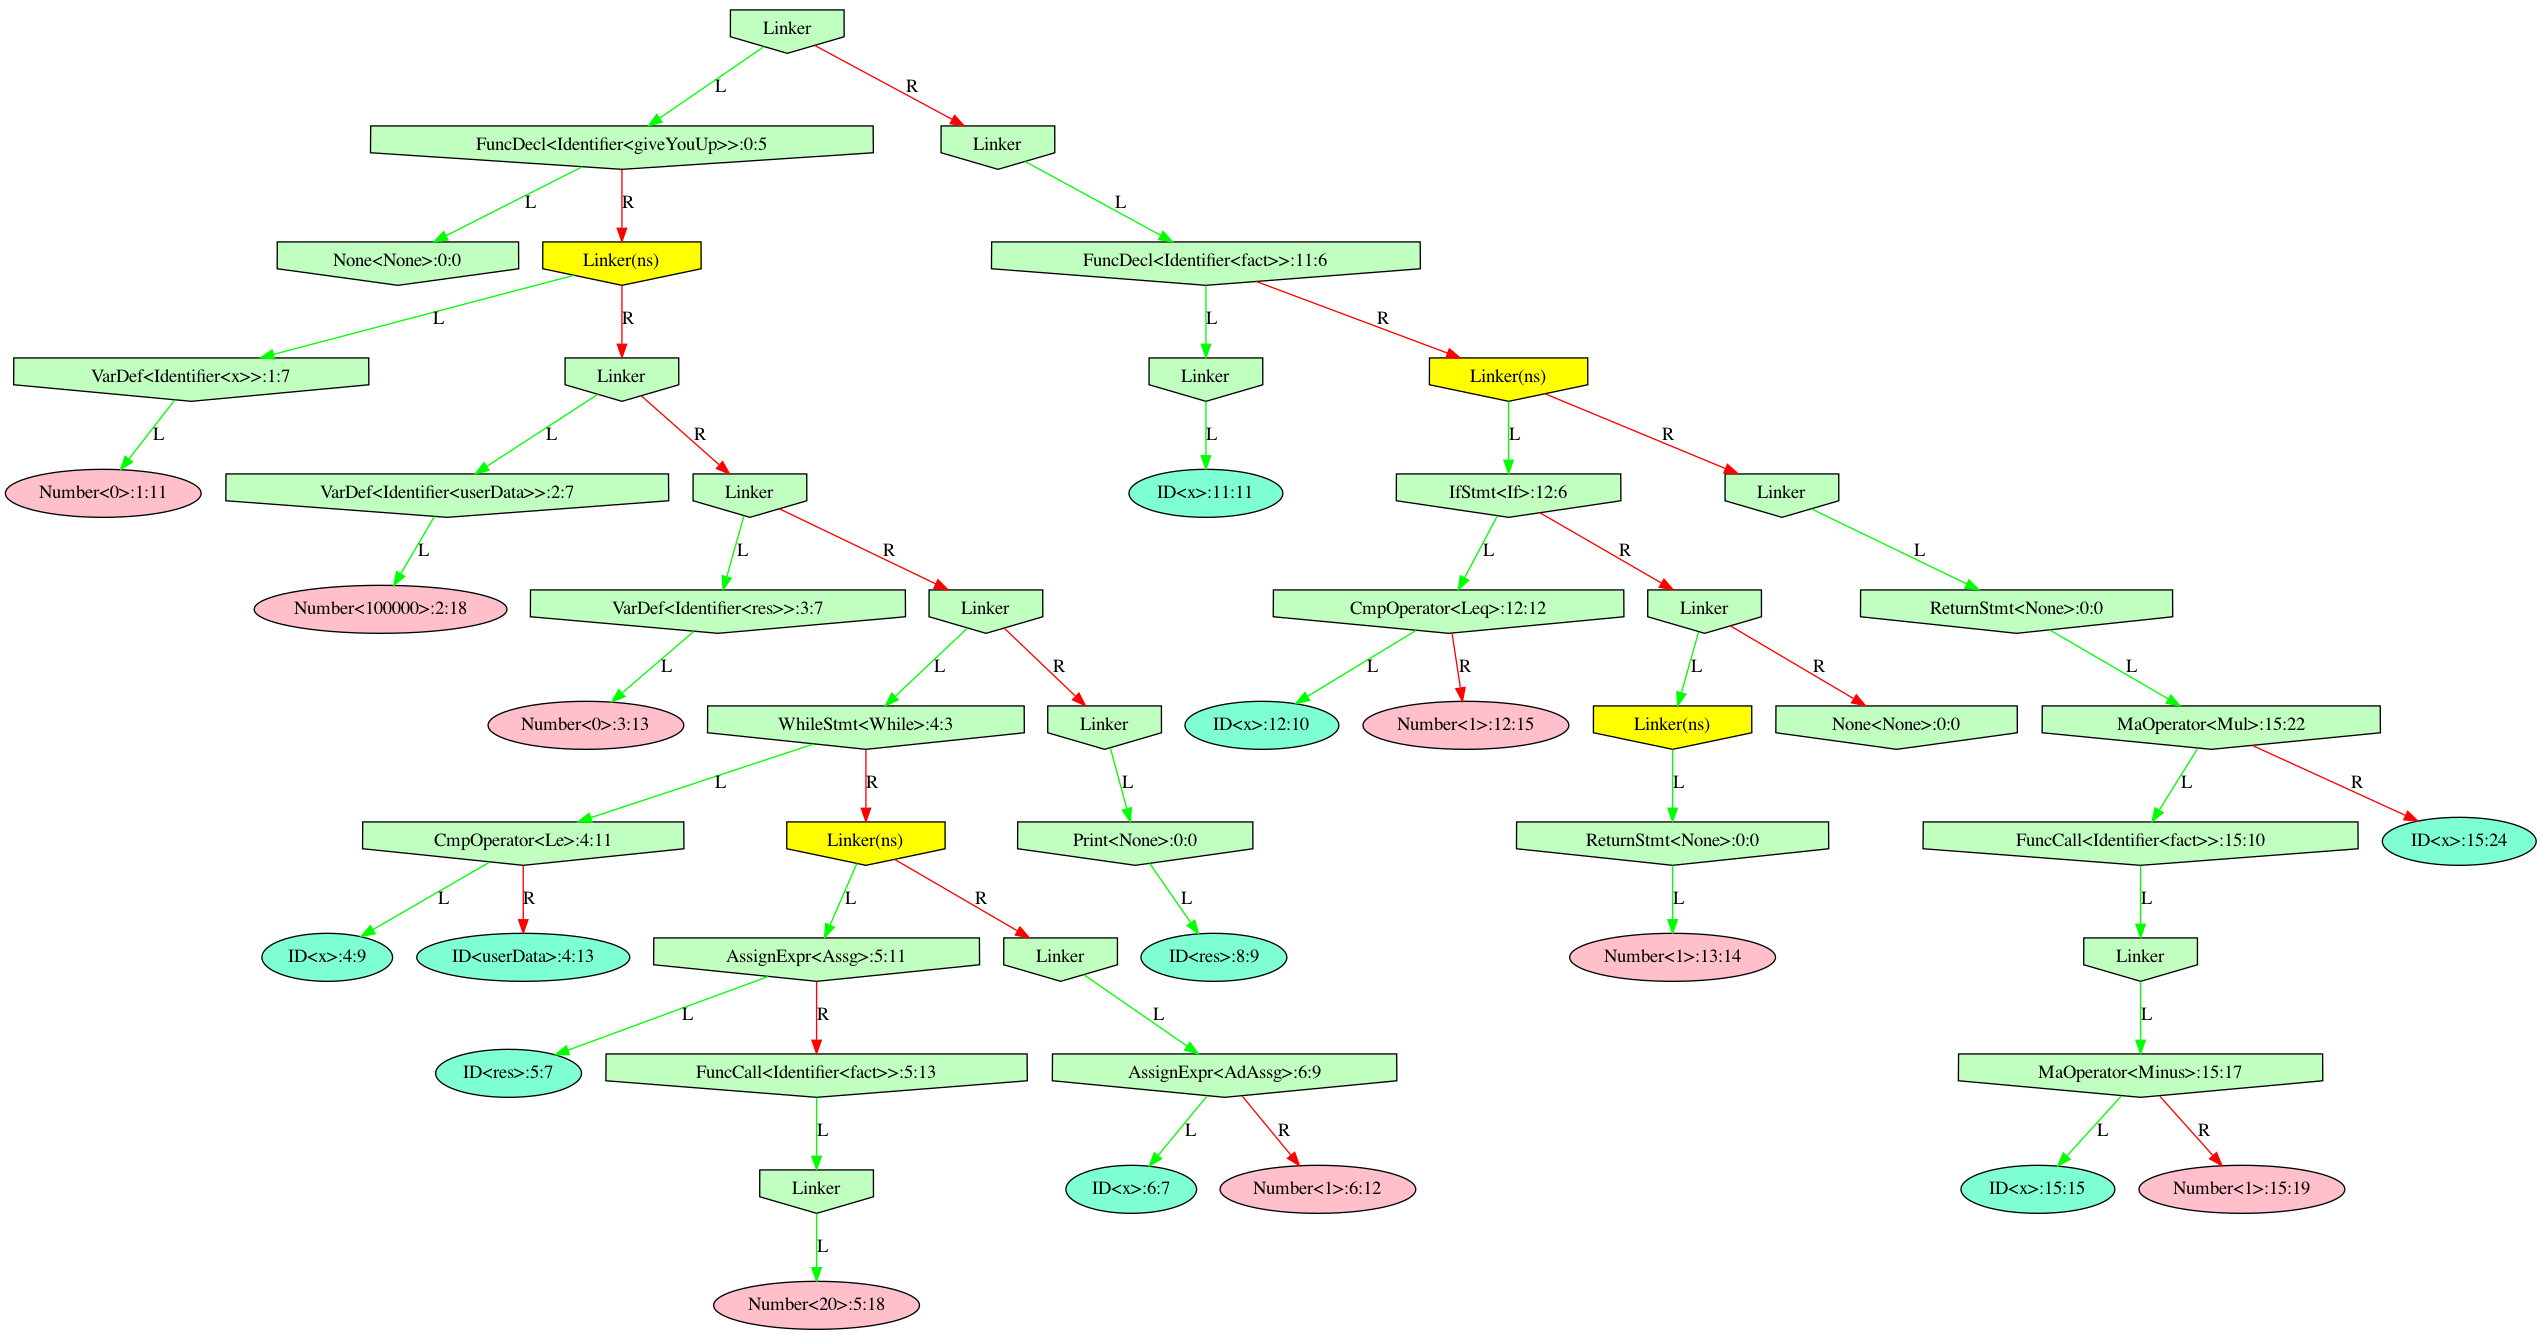 Linker
L
R
FuncDecl<Identifier<giveYouUp>>:0:5
Linker
L
R
L
None<None>:0:0
Linker(ns)
FuncDecl<Identifier<fact>>:11:6
L
R
L
R
VarDef<Identifier<x>>:1:7
Linker
Linker
Linker(ns)
L
L
R
L
L
R
Number<0>:1:11
VarDef<Identifier<userData>>:2:7
Linker
ID<x>:11:11
IfStmt<If>:12:6
Linker
L
L
R
L
R
L
Number<100000>:2:18
VarDef<Identifier<res>>:3:7
Linker
CmpOperator<Leq>:12:12
Linker
ReturnStmt<None>:0:0
L
L
R
L
R
L
R
L
Number<0>:3:13
WhileStmt<While>:4:3
Linker
ID<x>:12:10
Number<1>:12:15
Linker(ns)
None<None>:0:0
MaOperator<Mul>:15:22
L
R
L
L
L
R
CmpOperator<Le>:4:11
Linker(ns)
Print<None>:0:0
ReturnStmt<None>:0:0
FuncCall<Identifier<fact>>:15:10
ID<x>:15:24
L
R
L
R
L
L
L
ID<x>:4:9
ID<userData>:4:13
AssignExpr<Assg>:5:11
Linker
ID<res>:8:9
Number<1>:13:14
Linker
L
R
L
L
ID<res>:5:7
FuncCall<Identifier<fact>>:5:13
AssignExpr<AdAssg>:6:9
MaOperator<Minus>:15:17
L
L
R
L
R
Linker
ID<x>:6:7
Number<1>:6:12
ID<x>:15:15
Number<1>:15:19
L
Number<20>:5:18